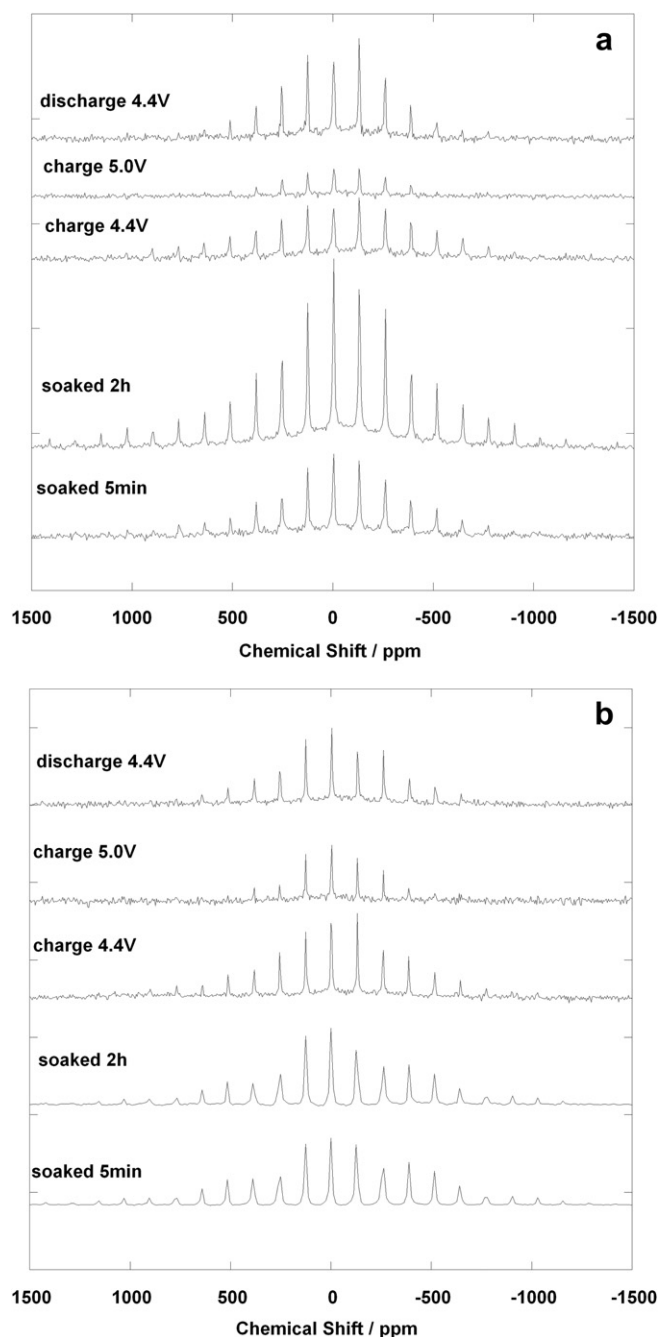 a
discharge 4.4V
charge 5.0V
charge 4.4V
soaked 2h
soaked 5min
1500 1000 500 0 -500 -1000 -1500
Chemical Shift / ppm
b
discharge 4.4V
charge 5.0V
charge 4.4V
soaked 2h
soaked 5min
1500 1000 500 0 -500 -1000 -1500
Chemical Shift / ppm